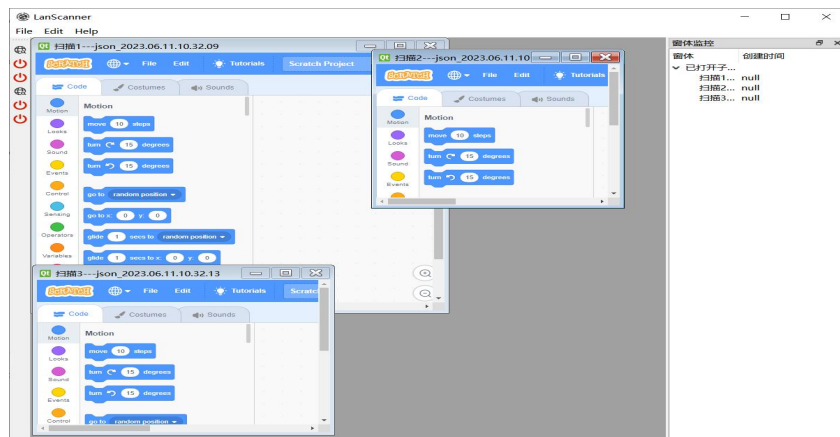 LanScanner
File Edit Help
扫描1---json_2023.06.11.10.32.09
SCRATCH File Edit Tutorials Scratch Project
Code Costumes Sounds
Motion
Motion
Looks
Sound
Events
Control
Sensing
Operators
Variables
move 10 steps
turn 15 degrees
turn 15 degrees
go to random position
go to x: 0 y: 0
glide 1 secs to random position
glide 1 secs to x: 0 y: 0
扫描2---json_2023.06.11.10
SCRATCH File Edit Tutorials
Code Costumes Sounds
Motion
Motion
Looks
Sound
Events
move 10 steps
turn 15 degrees
turn 15 degrees
扫描3---json_2023.06.11.10.32.13
SCRATCH File Edit Tutorials Scratc
Code Costumes Sounds
Motion
Motion
Looks
Sound
Events
Control
move 10 steps
turn 15 degrees
turn 15 degrees
go to random position
窗体监控
窗体 创建时间
已打开子...
扫描1... null
扫描2... null
扫描3... null